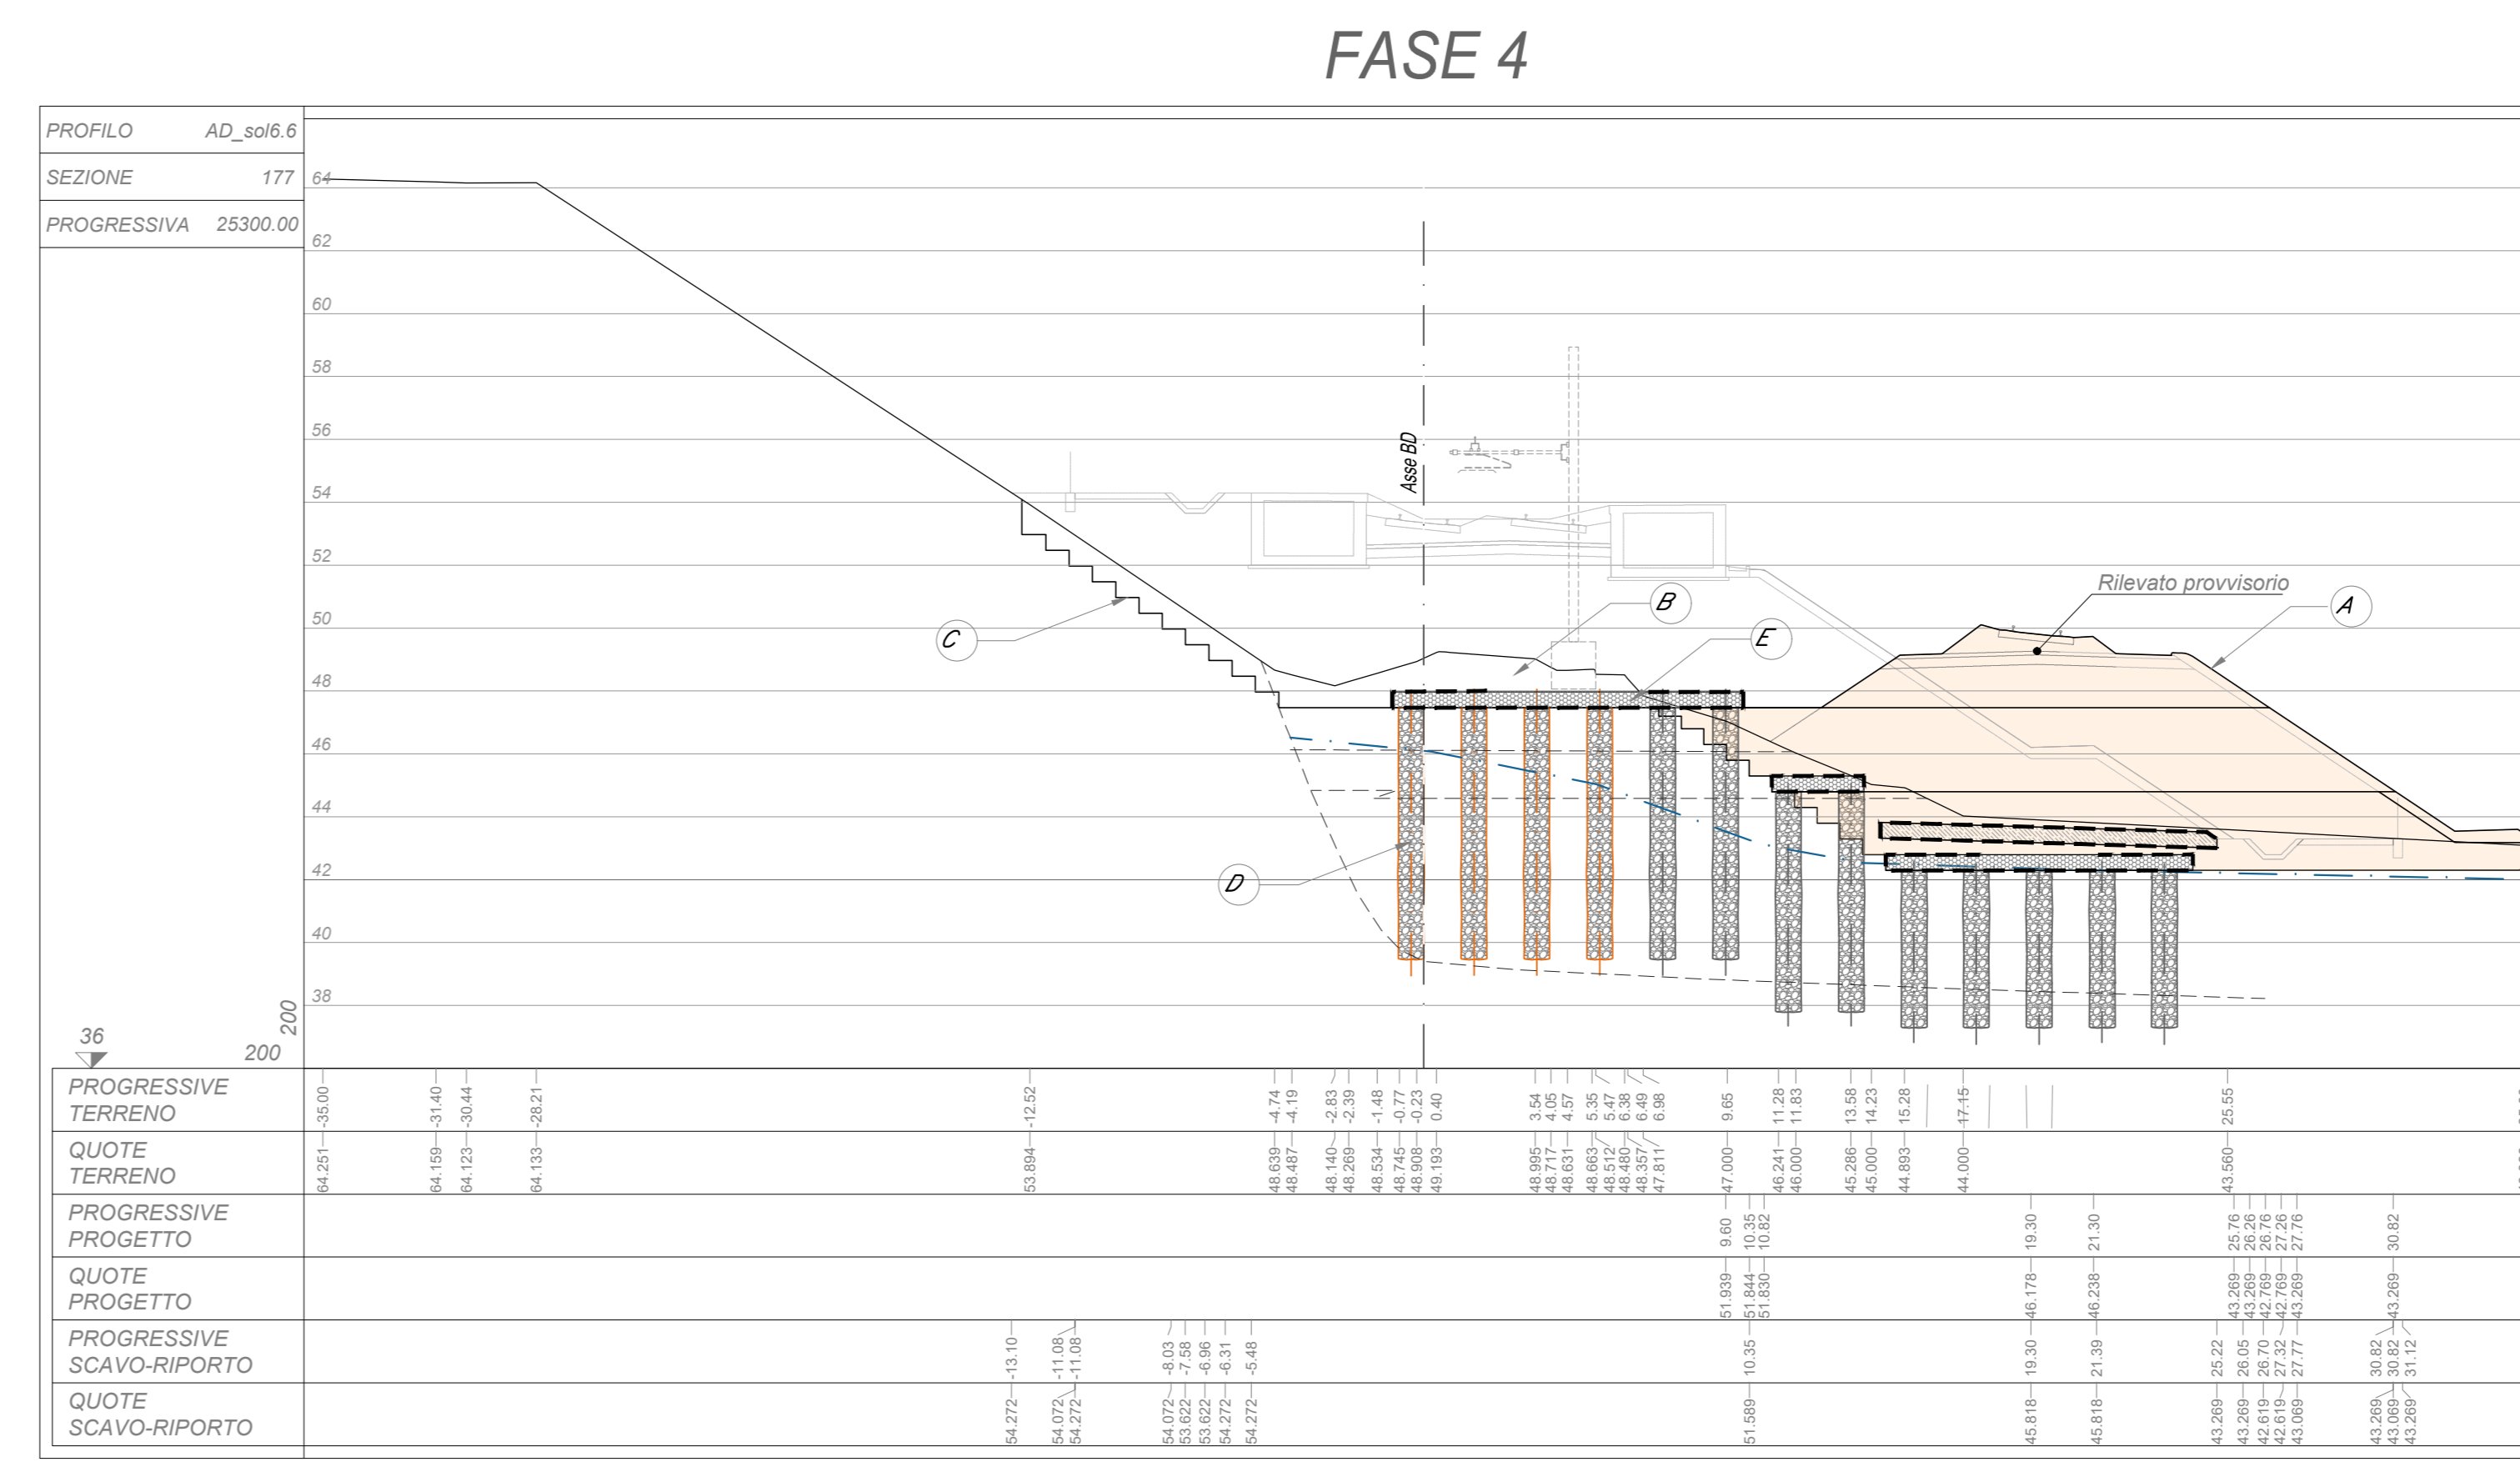 FASE 4
PROFILO AD_sol6.6
SEZIONE 177
PROGRESSIVA 25300.00
64
62
60
58
56
54
52
50
48
46
44
42
40
38
36
200
200
Asse BD
Rilevato provvisorio
A
B
C
D
E
PROGRESSIVE TERRENO
-35.00 -31.40 -30.44 -28.21 -12.52 -4.74 -4.19 -2.83 -2.39 -1.48 -0.77 -0.23 0.40 3.54 4.05 4.57 5.35 5.47 6.38 6.49 6.98 9.65 11.28 11.83 13.58 14.23 15.28 17.15 25.55
QUOTE TERRENO
64.251 64.159 64.123 64.133 53.894 48.639 48.487 48.140 48.269 48.534 48.745 48.908 49.193 48.995 48.717 48.631 48.663 48.512 48.480 48.357 47.811 47.000 46.241 46.000 45.286 45.000 44.893 44.000 43.560
PROGRESSIVE PROGETTO
9.60 10.35 10.82 19.30 21.30 25.76 26.26 26.76 27.26 27.76 30.82
QUOTE PROGETTO
51.939 51.844 51.830 46.178 46.238 43.269 43.269 42.769 42.769 43.269 43.269
PROGRESSIVE SCAVO-RIPORTO
-13.10 -11.08 -11.08 -8.03 -7.58 -6.96 -6.31 -5.48 10.35 19.30 21.39 25.22 26.05 26.70 27.32 27.77 30.82 30.82 31.12
QUOTE SCAVO-RIPORTO
54.272 54.072 54.272 54.072 53.622 53.622 54.272 54.272 51.589 45.818 45.818 43.269 43.269 42.619 42.619 43.069 43.269 43.069 43.269